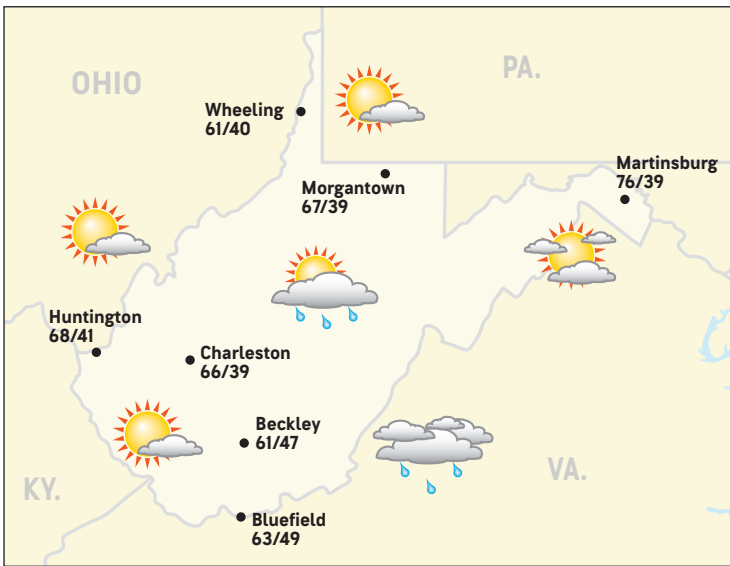 OHIO
PA.
Wheeling
61/40
Morgantown
67/39
Martinsburg
76/39
Huntington
68/41
Charleston
66/39
Beckley
61/47
KY.
VA.
Bluefield
63/49